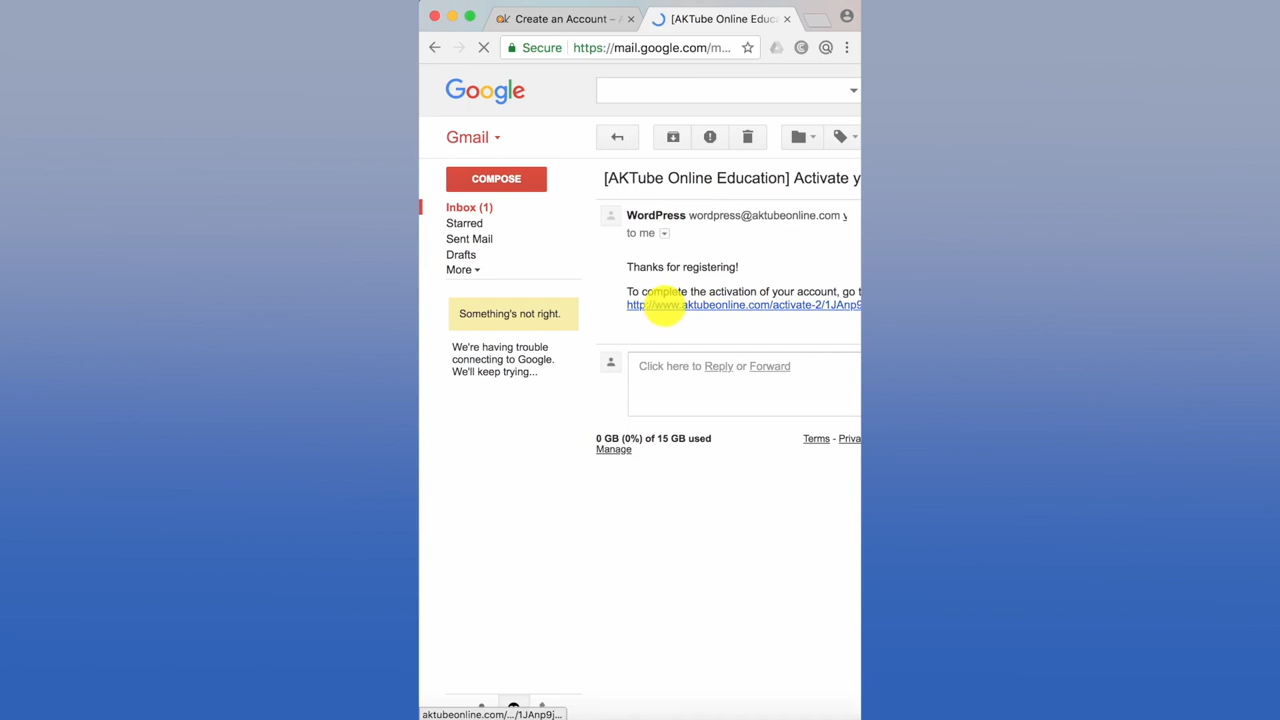 Create an Account –
[AKTube Online Educ
Secure https://mail.google.com/m...
Google
Gmail
COMPOSE
[AKTube Online Education] Activate y
Inbox (1)
Starred
Sent Mail
Drafts
More
WordPress wordpress@aktubeonline.com
to me
Thanks for registering!
To complete the activation of your account, go t
http://www.aktubeonline.com/activate-2/1JAnp9
Something's not right.
We're having trouble
connecting to Google.
We'll keep trying...
Click here to Reply or Forward
0 GB (0%) of 15 GB used
Manage
Terms - Priva
aktubeonline.com/.../1JAnp9j...